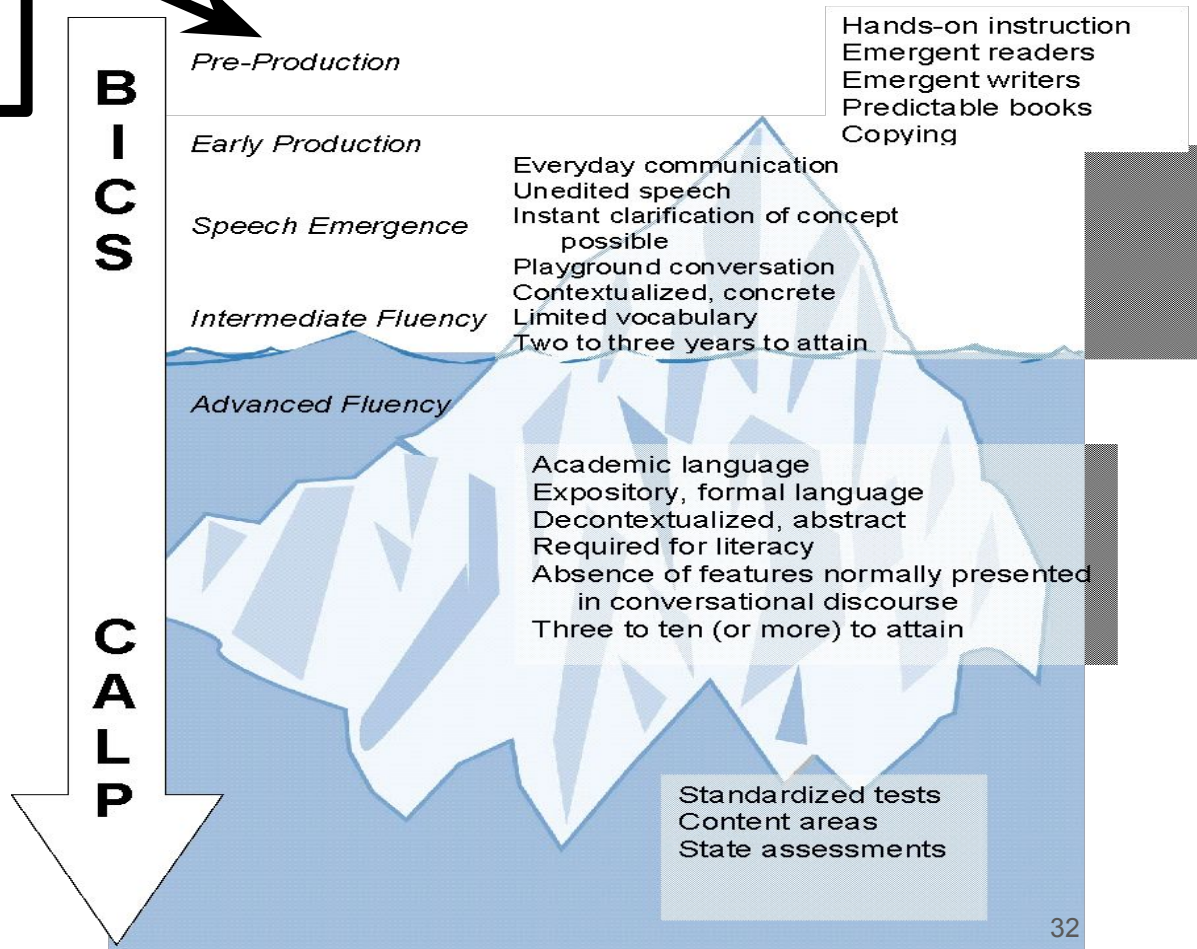 B
I
C
S
C
A
L
P
Pre-Production
Early Production
Speech Emergence
Intermediate Fluency
Advanced Fluency
Hands-on instruction
Emergent readers
Emergent writers
Predictable books
Copying
Everyday communication
Unedited speech
Instant clarification of concept
possible
Playground conversation
Contextualized, concrete
Limited vocabulary
Two to three years to attain
Academic language
Expository, formal language
Decontextualized, abstract
Required for literacy
Absence of features normally presented
in conversational discourse
Three to ten (or more) to attain
Standardized tests
Content areas
State assessments
32